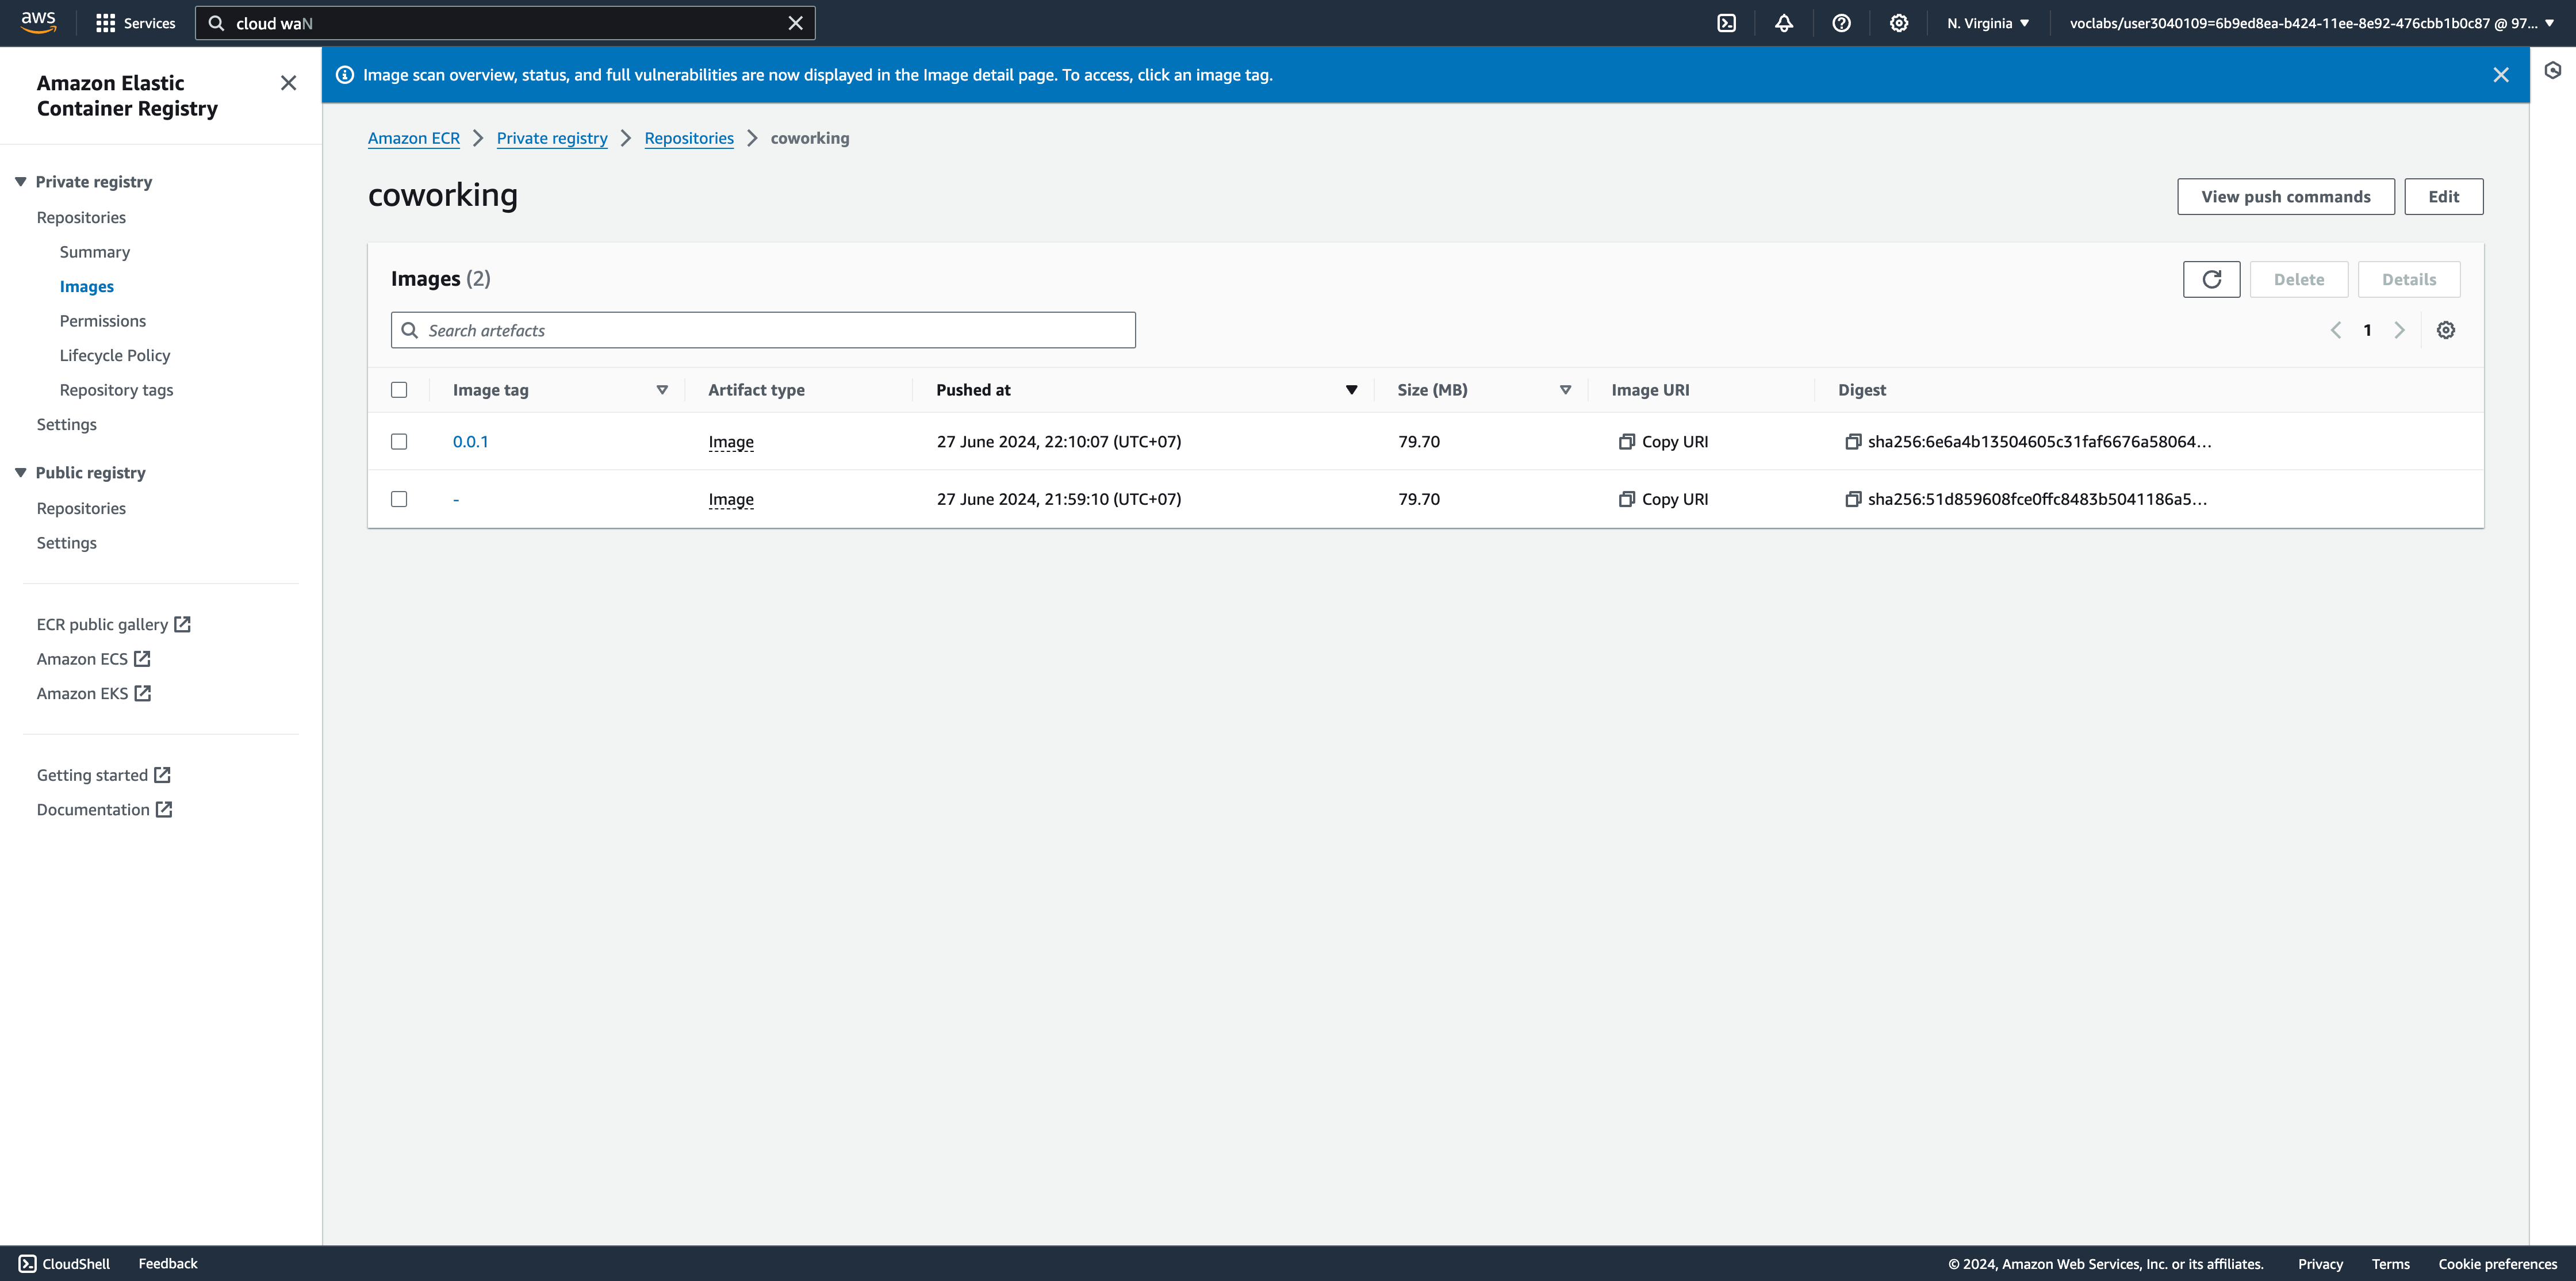 aws
Services
cloud waN
N. Virginia
voclabs/user3040109=6b9ed8ea-b424-11ee-8e92-476cbb1b0c87 @ 97...
Amazon Elastic
Container Registry
Private registry
Repositories
Summary
Images
Permissions
Lifecycle Policy
Repository tags
Settings
Public registry
Repositories
Settings
ECR public gallery
Amazon ECS
Amazon EKS
Getting started
Documentation
Image scan overview, status, and full vulnerabilities are now displayed in the Image detail page. To access, click an image tag.
Amazon ECR > Private registry > Repositories > coworking
coworking
View push commands
Edit
Images (2)
Delete
Details
Search artefacts
1
Image tag Artifact type Pushed at Size (MB) Image URI Digest
0.0.1 Image 27 June 2024, 22:10:07 (UTC+07) 79.70 Copy URI sha256:6e6a4b13504605c31faf6676a58064...
- Image 27 June 2024, 21:59:10 (UTC+07) 79.70 Copy URI sha256:51d859608fce0ffc8483b5041186a5...
CloudShell
Feedback
© 2024, Amazon Web Services, Inc. or its affiliates.
Privacy
Terms
Cookie preferences